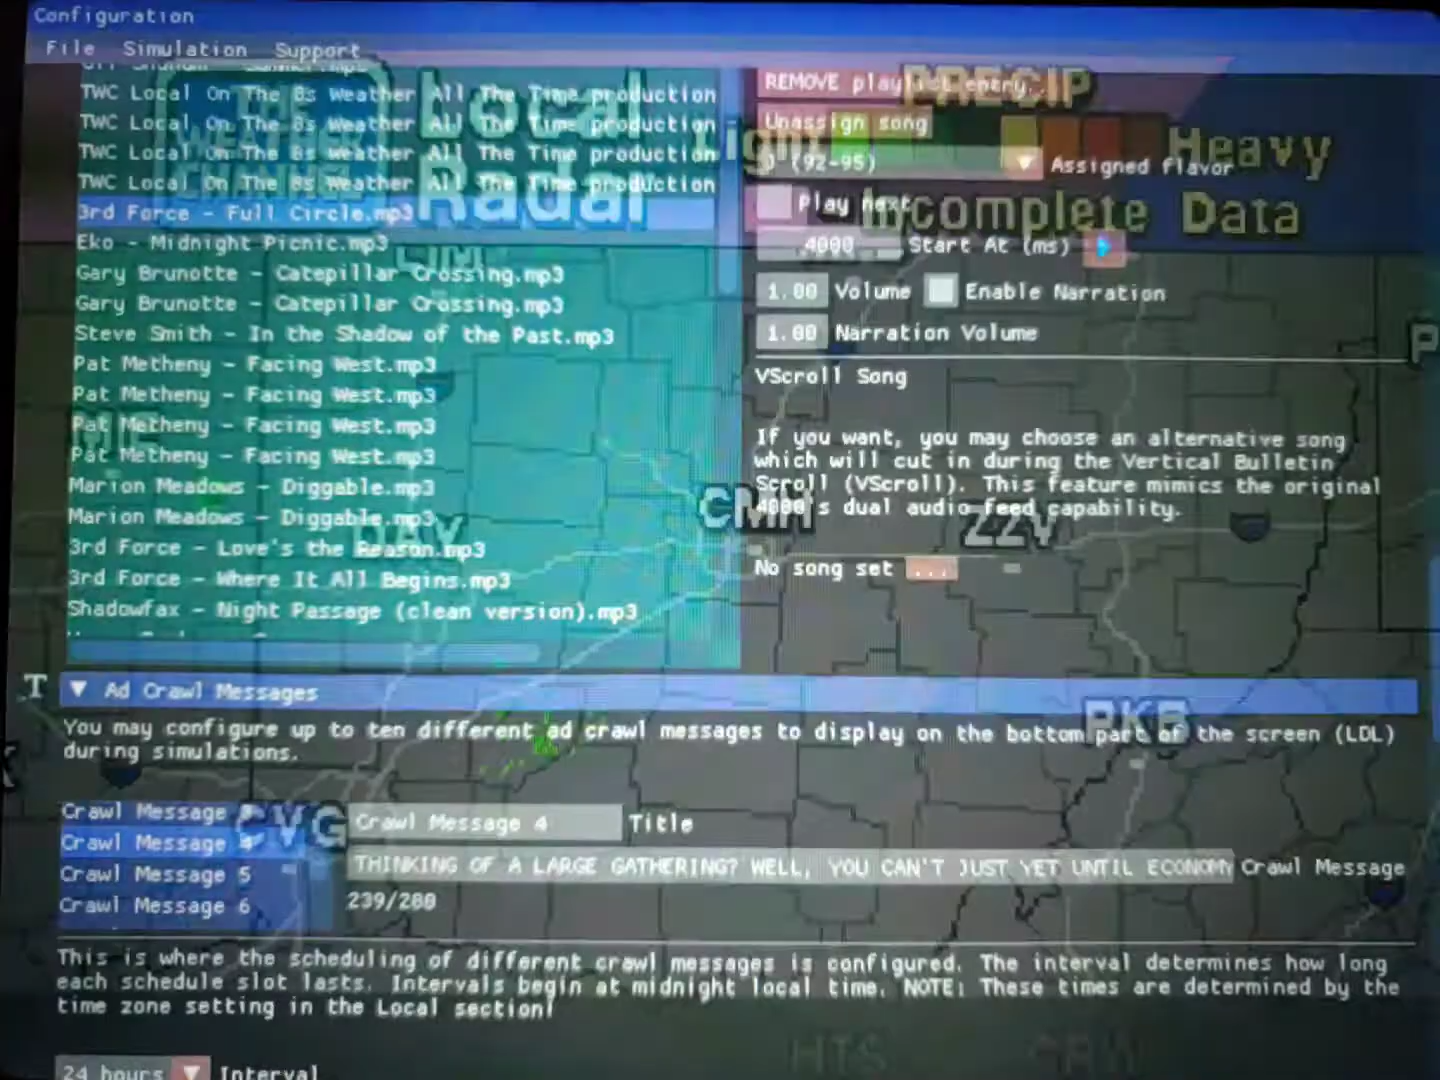 Configuration
File Simulation Support
TWC Local On The 8s Weather All The Time production
TWC Local On The 8s Weather All The Time production
TWC Local On The 8s Weather All The Time production
TWC Local On The 8s Weather All The Time production
3rd Force - Full Circle.mp3
Eko - Midnight Picnic.mp3
Gary Brunotte - Catepillar Crossing.mp3
Gary Brunotte - Catepillar Crossing.mp3
Steve Smith - In the Shadow of the Past.mp3
Pat Metheny - Facing West.mp3
Pat Metheny - Facing West.mp3
Pat Metheny - Facing West.mp3
Pat Metheny - Facing West.mp3
Marion Meadows - Diggable.mp3
Marion Meadows - Diggable.mp3
3rd Force - Love's the Reason.mp3
3rd Force - Where It All Begins.mp3
Shadowfax - Night Passage (clean version).mp3
THE WEATHER CHANNEL
Local
Radar
PRECIP
Light Heavy
Incomplete Data
REMOVE playlist entry
Unassign song
(92-95) Assigned flavor
Play next
4000 Start At (ms)
1.00 Volume Enable Narration
1.00 Narration Volume
VScroll Song
If you want, you may choose an alternative song
which will cut in during the Vertical Bulletin
Scroll (VScroll). This feature mimics the original
4000's dual audio feed capability.
No song set ...
CMH
ZZV
DAY
PKB
CVG
Ad Crawl Messages
You may configure up to ten different ad crawl messages to display on the bottom part of the screen (LDL)
during simulations.
Crawl Message
Crawl Message 4
Crawl Message 5
Crawl Message 6
Crawl Message 4 Title
THINKING OF A LARGE GATHERING? WELL, YOU CAN'T JUST YET UNTIL ECONOMY Crawl Message
239/280
This is where the scheduling of different crawl messages is configured. The interval determines how long
each schedule slot lasts. Intervals begin at midnight local time. NOTE: These times are determined by the
time zone setting in the Local section!
24 hours Interval
HTS
CRW